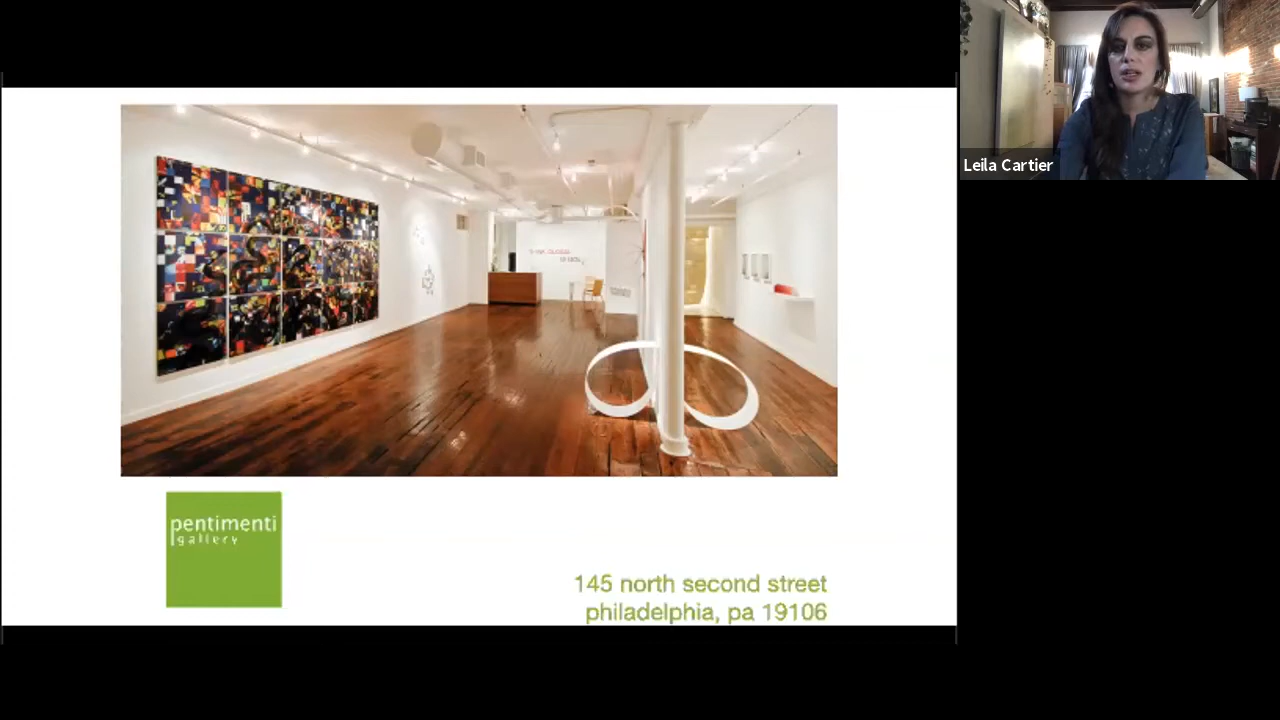 Leila Cartier
pentimenti
gallery
145 north second street
philadelphia, pa 19106